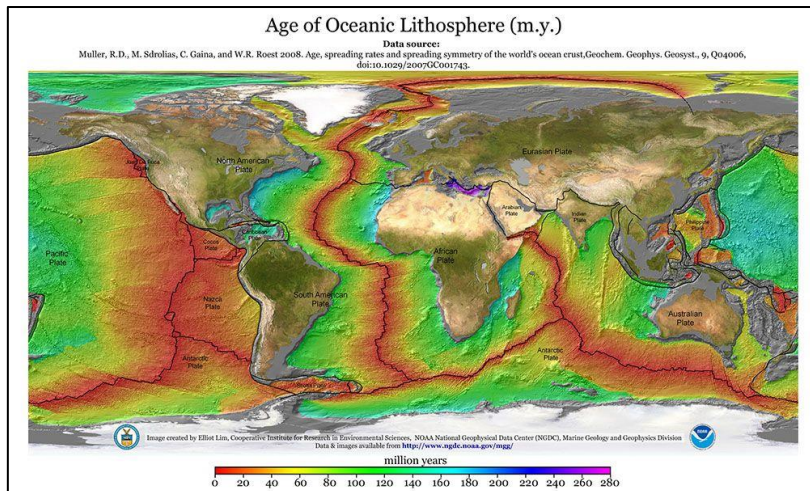 Age of Oceanic Lithosphere (m.y.)
Data source:
Muller, R.D., M. Sdrolias, C. Gaina, and W.R. Roest 2008. Age, spreading rates and spreading symmetry of the world's ocean crust,Geochem. Geophys. Geosyst., 9, Q04006,
doi:10.1029/2007GC001743.
Eurasian Plate
North American
Plate
Juan De Fuca
Plate
Arabian
Plate
Indian
Plate
Philippine
Plate
Caribbean
Plate
Cocos
Plate
Pacific
Plate
African
Plate
Nazca
Plate
South American
Plate
Australian
Plate
Antarctic
Plate
Antarctic
Plate
Image created by Elliot Lim, Cooperative Institute for Research in Environmental Sciences, NOAA National Geophysical Data Center (NGDC), Marine Geology and Geophysics Division
Data & images available from http://www.ngdc.noaa.gov/mgg/
NOAA
million years
0 20 40 60 80 100 120 140 160 180 200 220 240 260 280